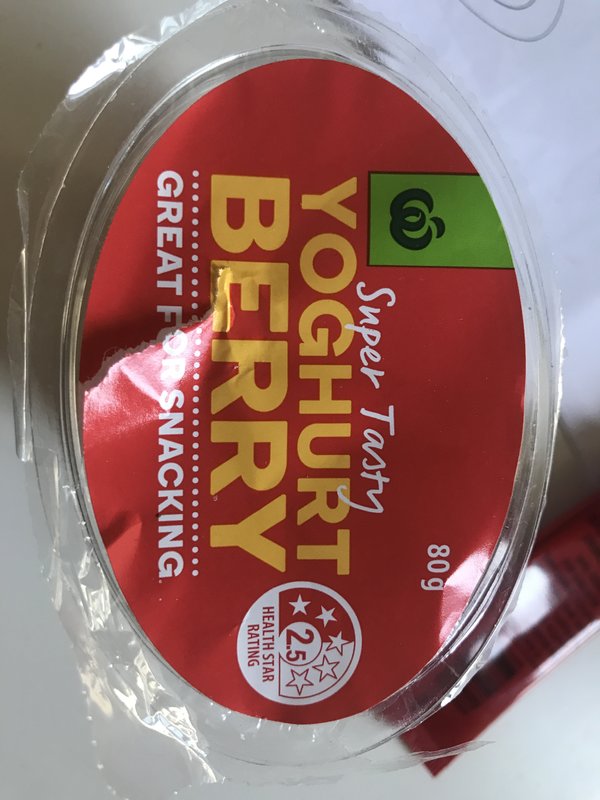 Super Tasty
YOGHURT
BERRY
GREAT FOR SNACKING
80g
2.5
HEALTH STAR
RATING